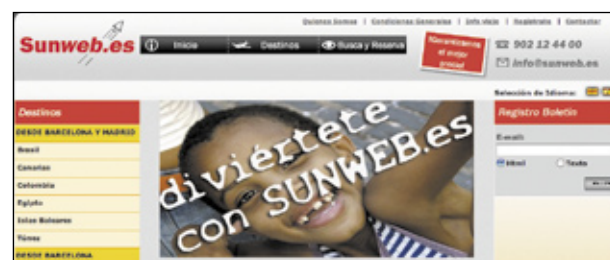 Quienes Somos | Condiciones Generales | Info viaje | Registrate | Contactar
Sunweb.es
Inicio
Destinos
Busca y Reserva
¡Garantizamos
el mejor
precio!
902 12 44 00
info@sunweb.es
Selección de Idioma:
Destinos
DESDE BARCELONA Y MADRID
Brasil
Canarias
Colombia
Egipto
Islas Baleares
Túnez
DESDE BARCELONA
diviértete
con SUNWEB.es
Registro Boletín
E-mail:
Html
Texto